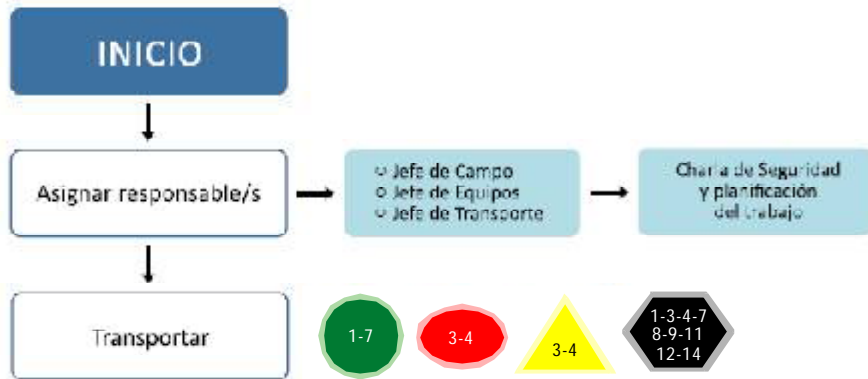 INICIO
Asignar responsable/s
○ Jefe de Campo
○ Jefe de Equipos
○ Jefe de Transporte
Charla de Seguridad
y planificación
del trabajo
Transportar
1-7
3-4
3-4
1-3-4-7
8-9-11
12-14